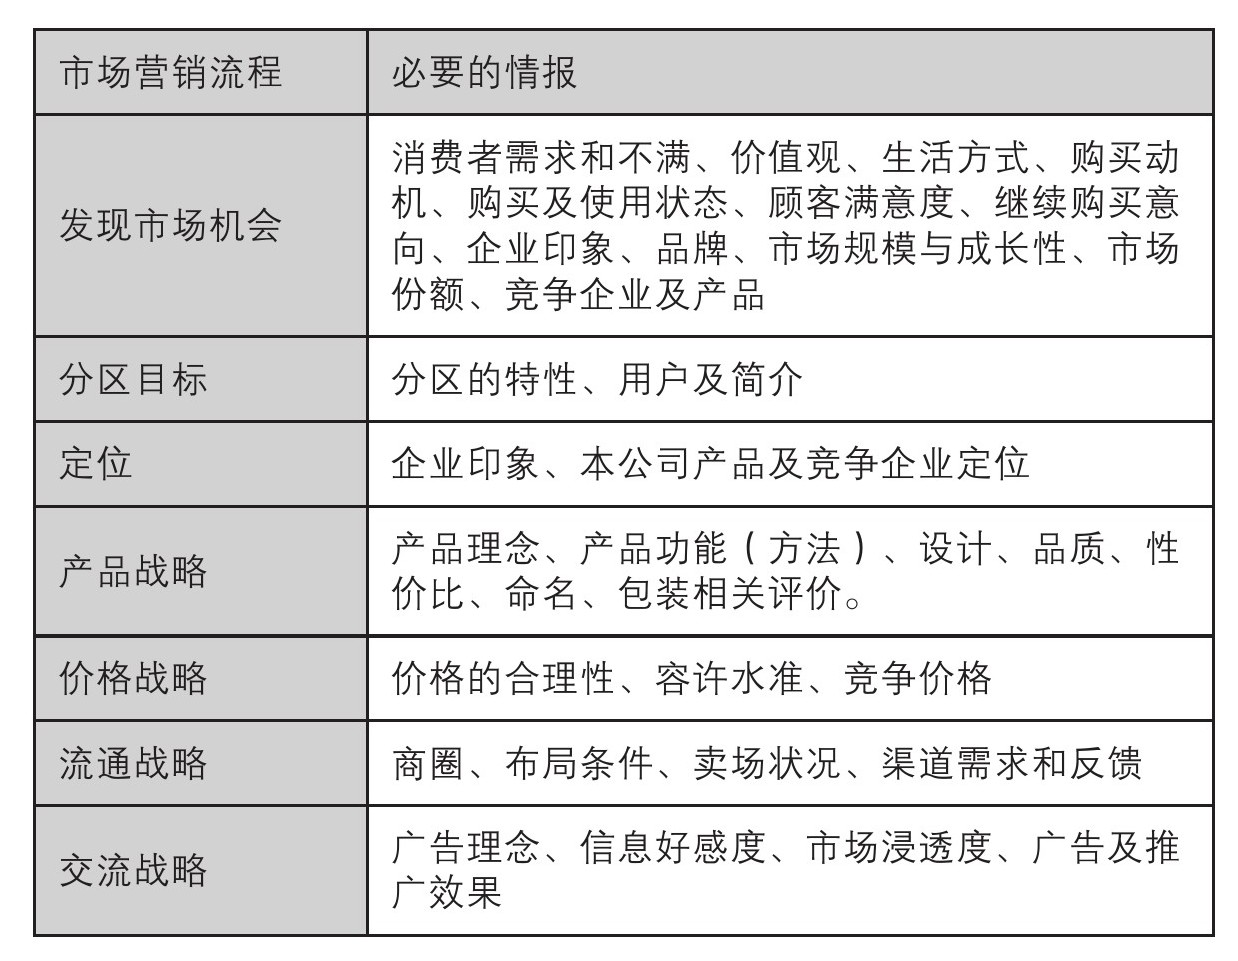 市场营销流程
必要的情报
发现市场机会
消费者需求和不满、价值观、生活方式、购买动
机、购买及使用状态、顾客满意度、继续购买意
向、企业印象、品牌、市场规模与成长性、市场
份额、竞争企业及产品
分区目标
分区的特性、用户及简介
定位
企业印象、本公司产品及竞争企业定位
产品战略
产品理念、产品功能（方法）、设计、品质、性
价比、命名、包装相关评价。
价格战略
价格的合理性、容许水准、竞争价格
流通战略
商圈、布局条件、卖场状况、渠道需求和反馈
交流战略
广告理念、信息好感度、市场浸透度、广告及推
广效果